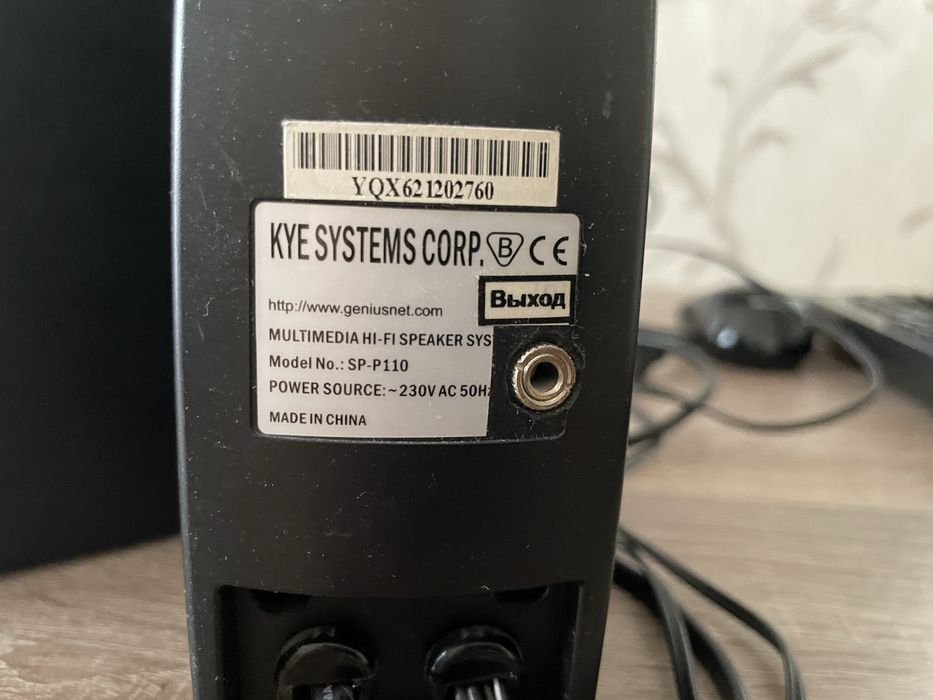 YQX621202760
KYE SYSTEMS CORP. B CE
http://www.geniusnet.com
Выход
MULTIMEDIA HI-FI SPEAKER SYS
Model No.: SP-P110
POWER SOURCE: ~230V AC 50Hz
MADE IN CHINA